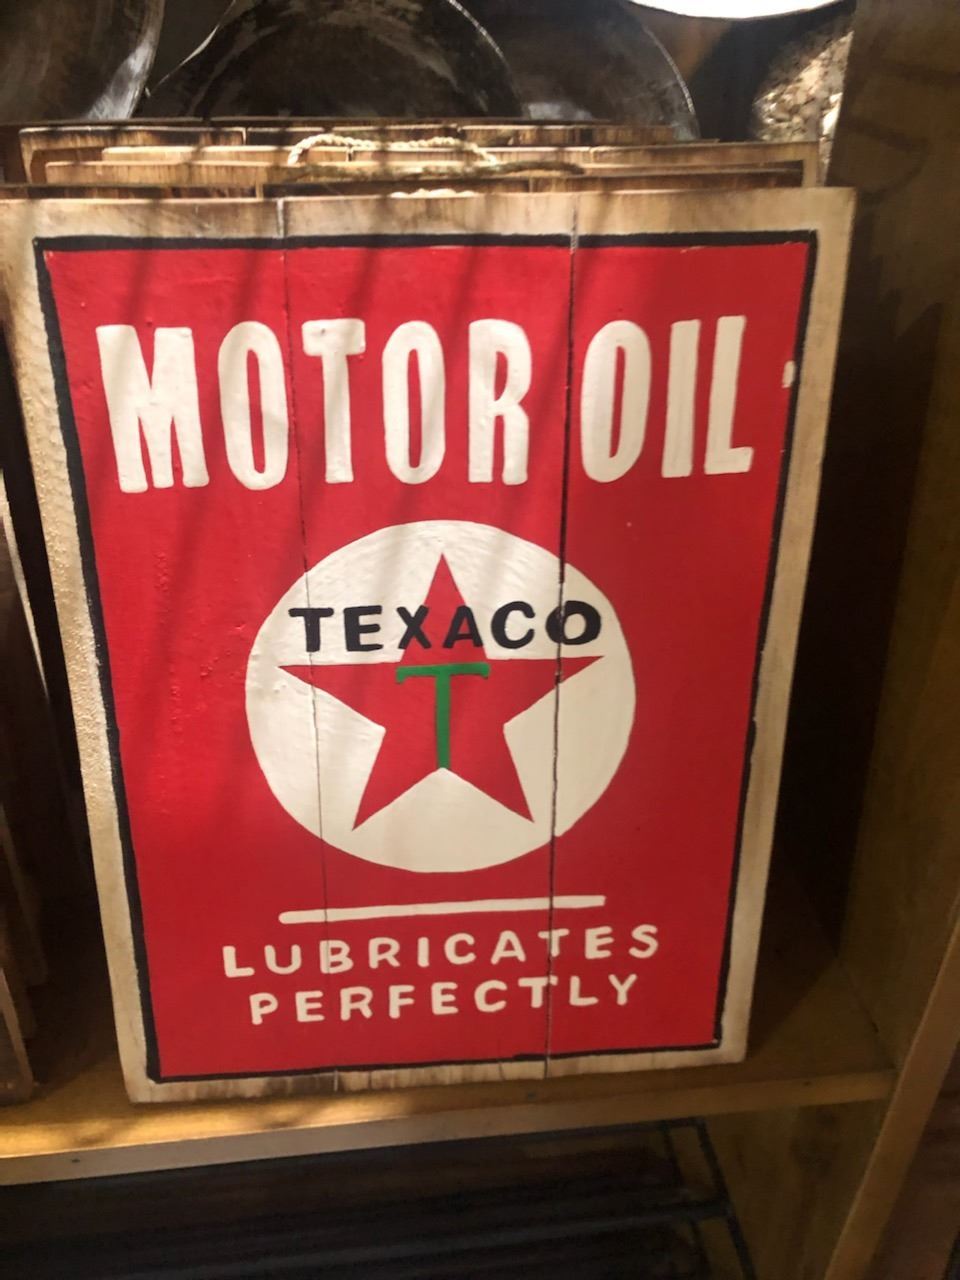 MOTOR OIL
TEXACO
T
LUBRICATES
PERFECTLY